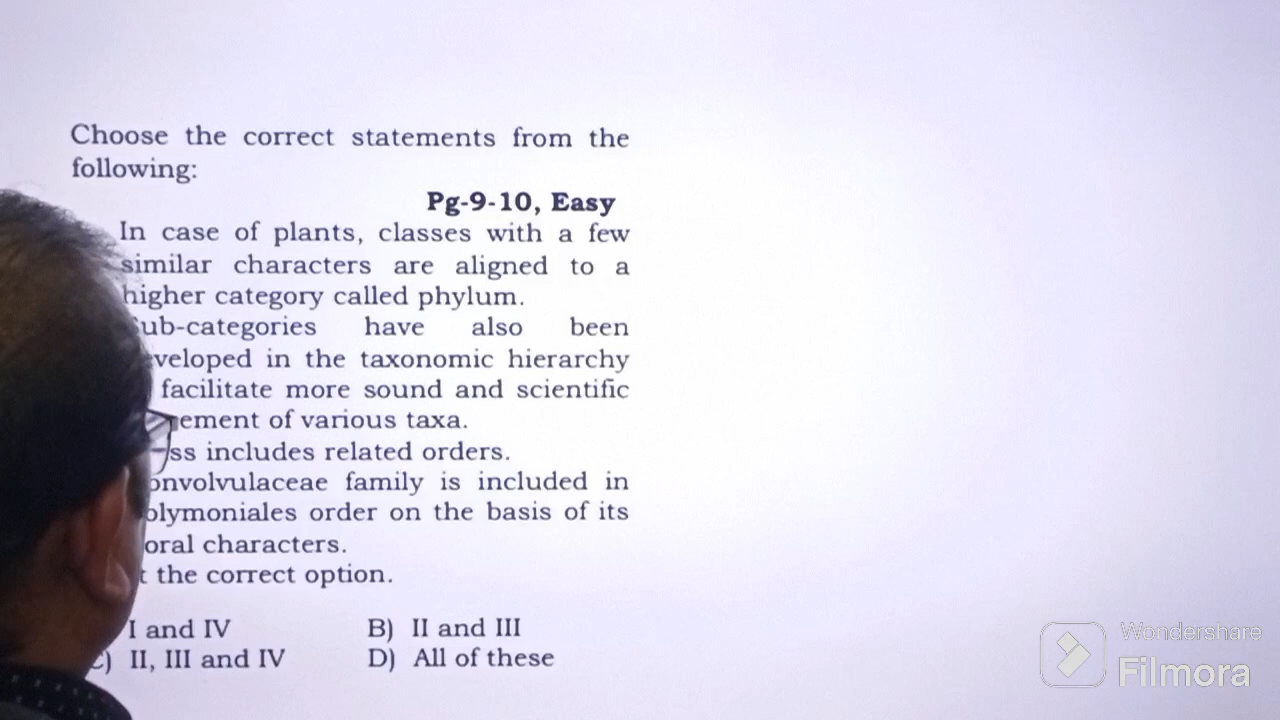 Choose the correct statements from the
following:
Pg-9-10, Easy
In case of plants, classes with a few
similar characters are aligned to a
higher category called phylum.
Sub-categories have also been
veloped in the taxonomic hierarchy
facilitate more sound and scientific
ement of various taxa.
ss includes related orders.
onvolvulaceae family is included in
olymoniales order on the basis of its
oral characters.
t the correct option.
I and IV B) II and III
C) II, III and IV D) All of these
Wondershare
Filmora